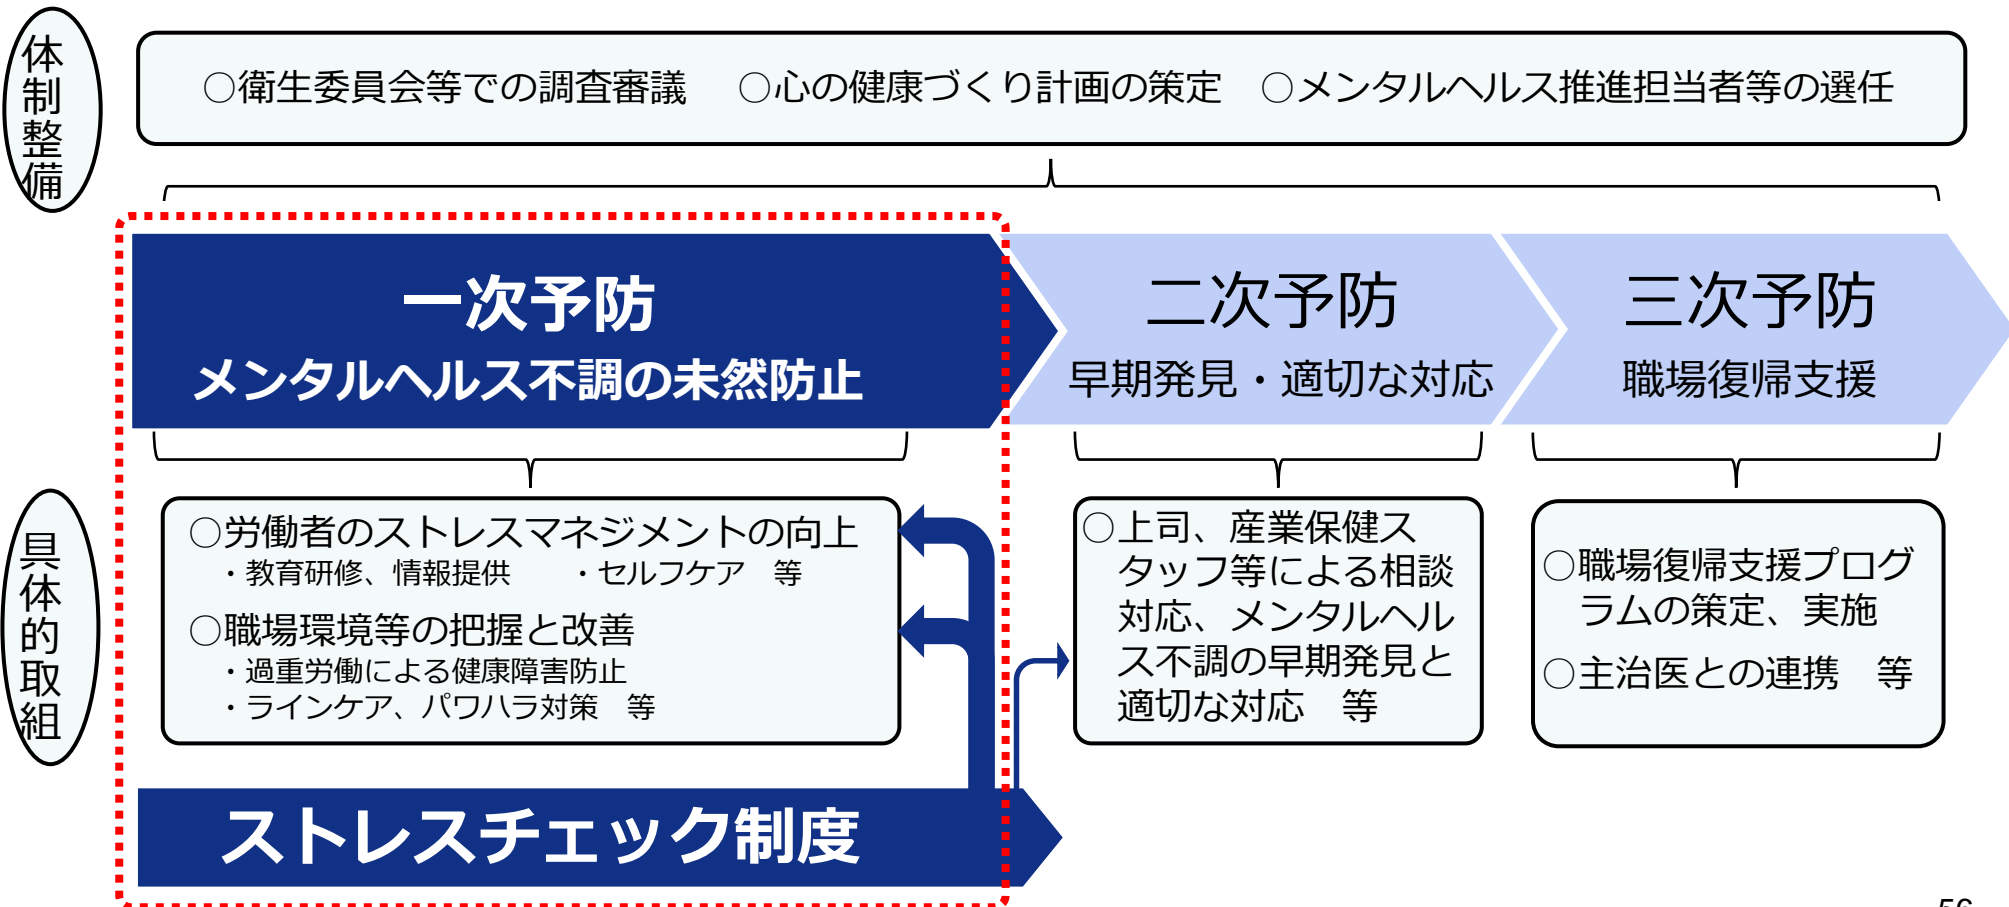 体制整備
○衛生委員会等での調査審議　○心の健康づくり計画の策定　○メンタルヘルス推進担当者等の選任
一次予防
メンタルヘルス不調の未然防止
二次予防
早期発見・適切な対応
三次予防
職場復帰支援
具体的取組
○労働者のストレスマネジメントの向上
・教育研修、情報提供　・セルフケア　等
○職場環境等の把握と改善
・過重労働による健康障害防止
・ラインケア、パワハラ対策　等
○上司、産業保健ス
タッフ等による相談
対応、メンタルヘル
ス不調の早期発見と
適切な対応　等
○職場復帰支援プログ
ラムの策定、実施
○主治医との連携　等
ストレスチェック制度